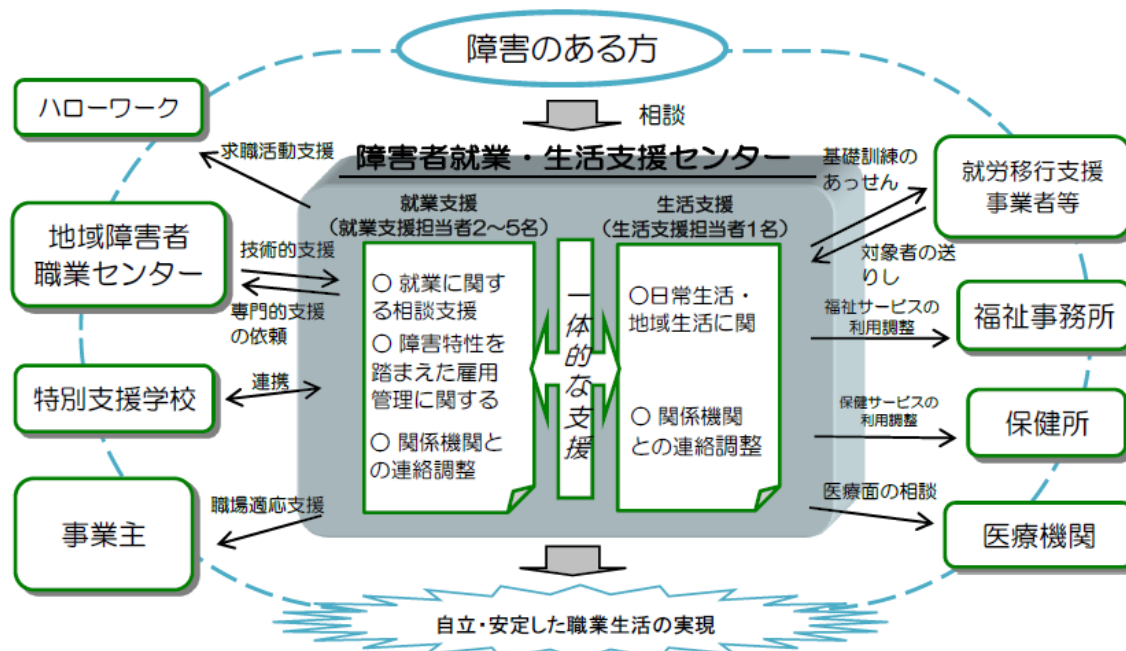 障害のある方
相談
ハローワーク
求職活動支援
地域障害者
職業センター
技術的支援
専門的支援
の依頼
特別支援学校
連携
事業主
職場適応支援
障害者就業・生活支援センター
就業支援
（就業支援担当者2～5名）
○ 就業に関す
る相談支援
○ 障害特性を
踏まえた雇用
管理に関する
○ 関係機関と
の連絡調整
一体的な支援
生活支援
（生活支援担当者1名）
○日常生活・
地域生活に関
○ 関係機関
との連絡調整
基礎訓練の
あっせん
就労移行支援
事業者等
対象者の送
りし
福祉サービスの
利用調整
福祉事務所
保健サービスの
利用調整
保健所
医療面の相談
医療機関
自立・安定した職業生活の実現